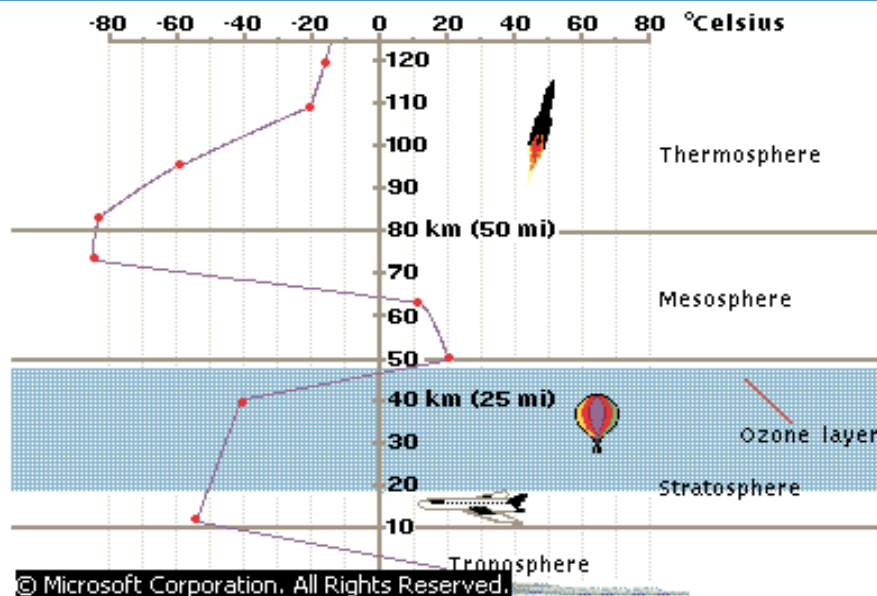 -80 -60 -40 -20 0 20 40 60 80 °Celsius
120
110
100
Thermosphere
90
80 km (50 mi)
70
Mesosphere
60
50
40 km (25 mi)
Ozone layer
30
20
Stratosphere
10
Troposphere
© Microsoft Corporation. All Rights Reserved.